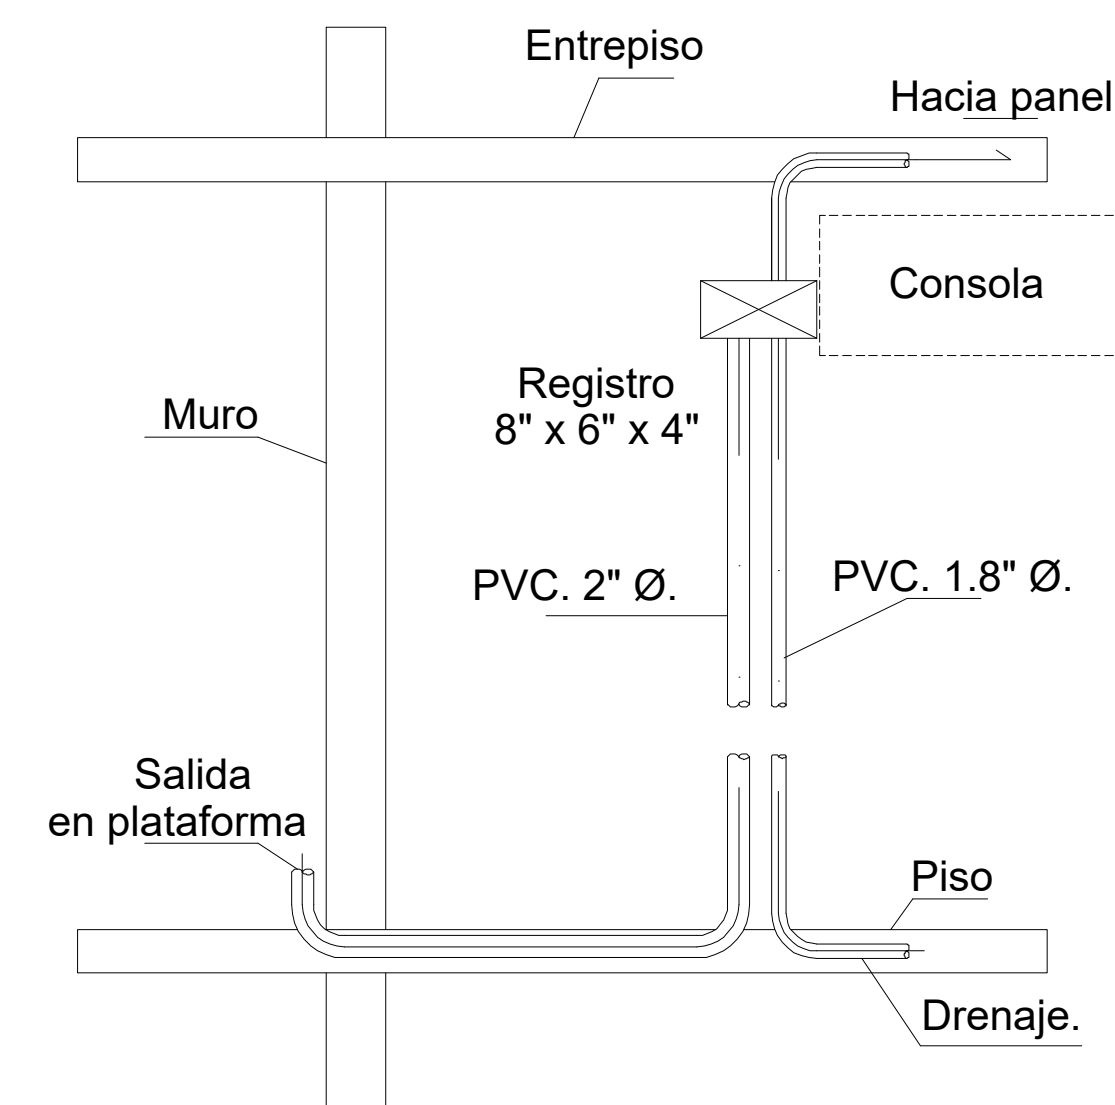 Entrepiso
Hacia panel
Consola
Registro
8" x 6" x 4"
Muro
PVC. 2" Ø.
PVC. 1.8" Ø.
Salida
en plataforma
Piso
Drenaje.